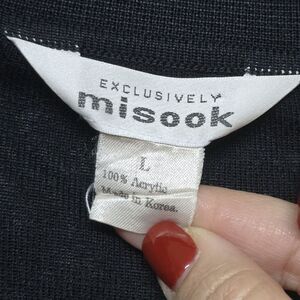 EXCLUSIVELY
misook
L
100% Acrylic
Made in Korea.